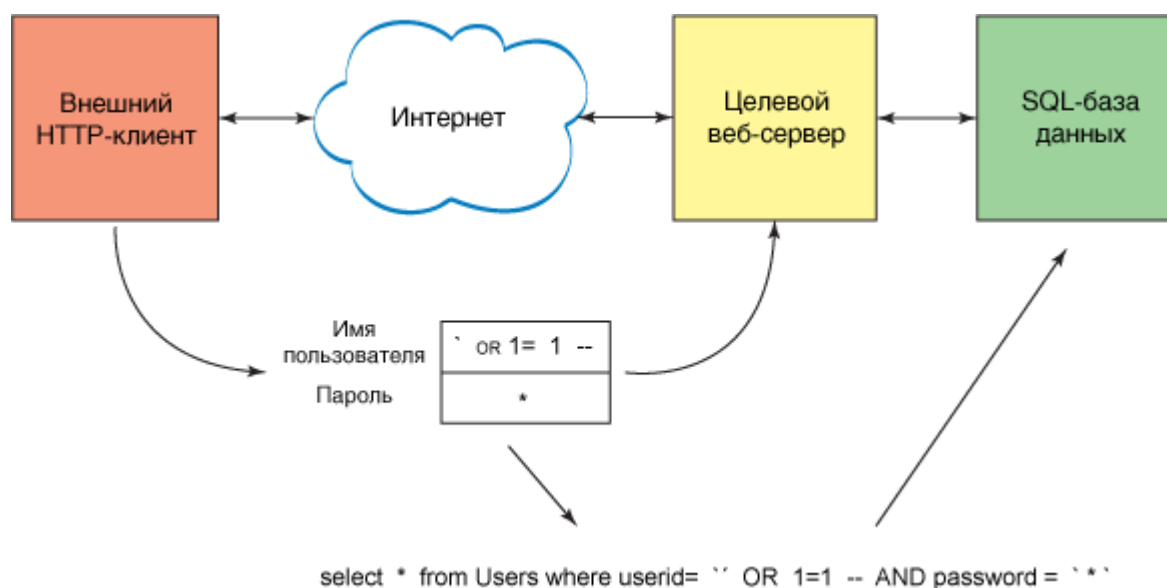 Внешний
HTTP-клиент
Интернет
Целевой
веб-сервер
SQL-база
данных
Имя
пользователя
` OR 1= 1 --
Пароль
*
select * from Users where userid= `´ OR 1=1 -- AND password = ` * `